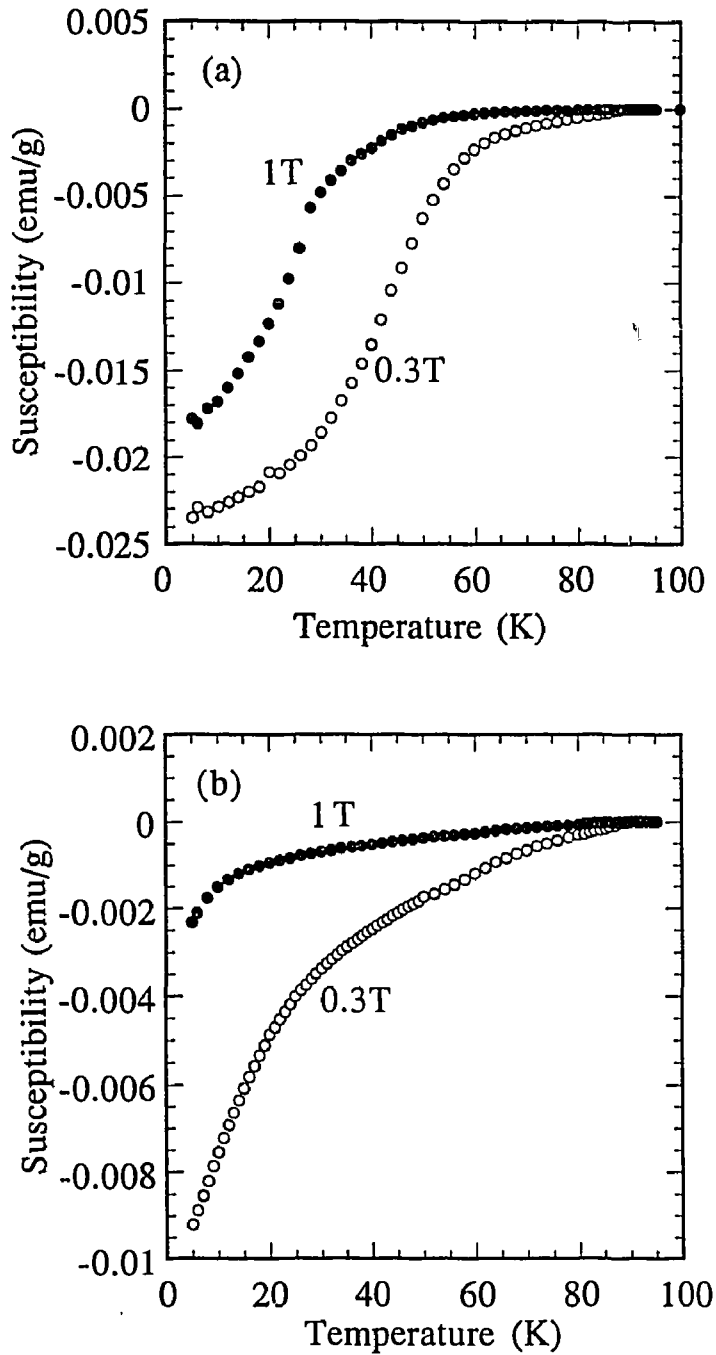 0.005
(a)
0
1T
-0.005
-0.01
-0.015
0.3T
-0.02
-0.025
Susceptibility (emu/g)
0 20 40 60 80 100
Temperature (K)
0.002
(b)
1T
0
-0.002
-0.004
0.3T
-0.006
-0.008
-0.01
Susceptibility (emu/g)
0 20 40 60 80 100
Temperature (K)